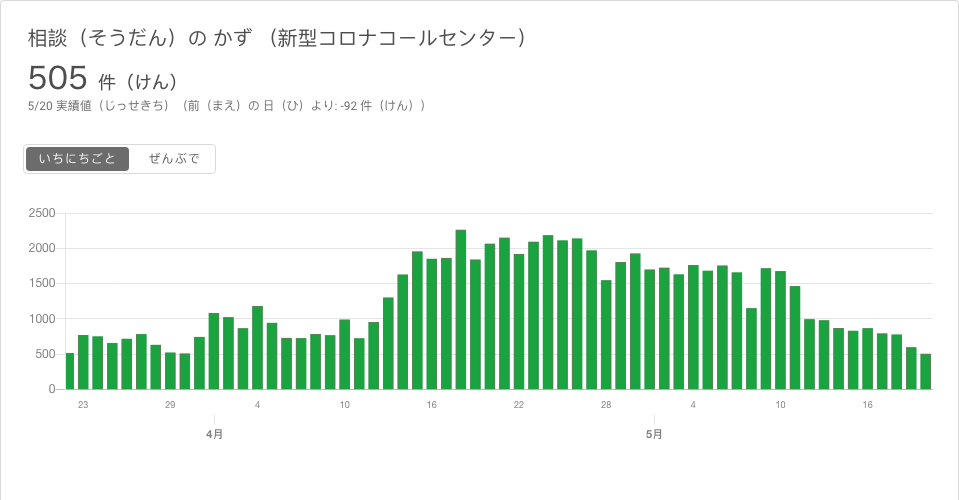 相談（そうだん）の かず （新型コロナコールセンター）
505 件（けん）
5/20 実績値（じっせきち）（前（まえ）の 日（ひ）より: -92 件（けん））
いちにちごと ぜんぶで
2500
2000
1500
1000
500
0
23 29 4 10 16 22 28 4 10 16
4月 5月